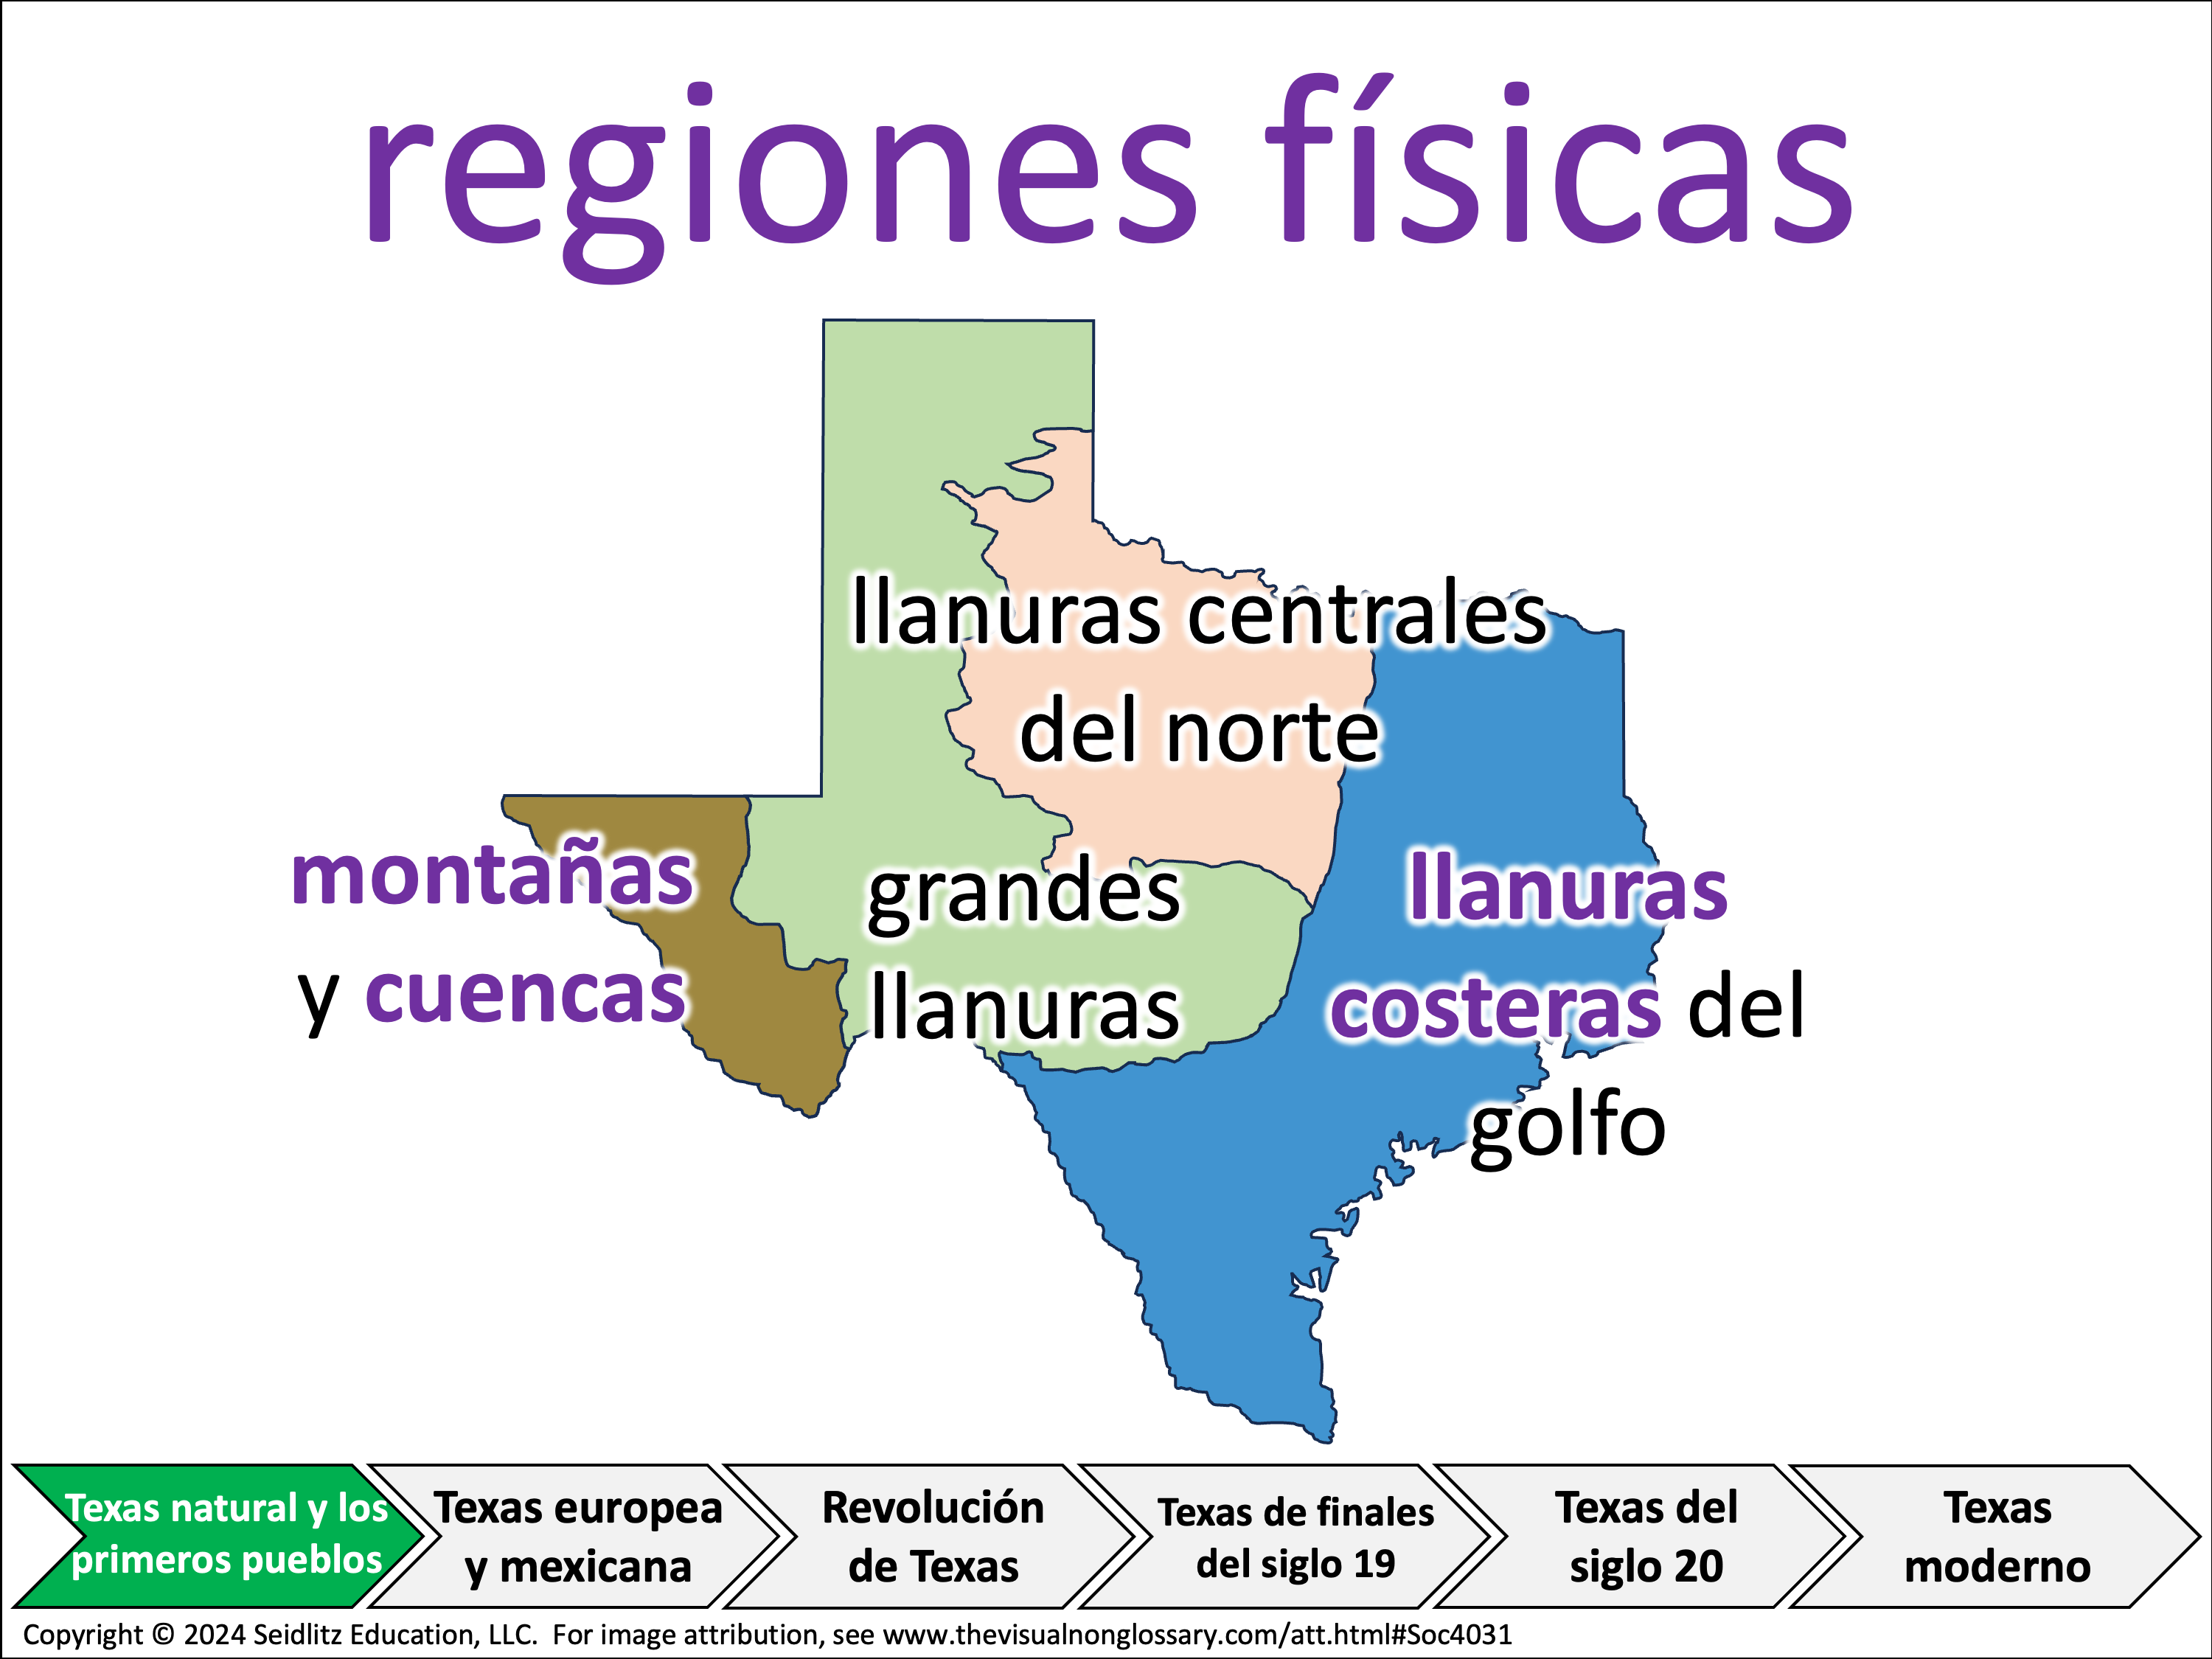 regiones físicas
llanuras centrales
del norte
montañas
y cuencas
grandes
llanuras
llanuras
costeras del
golfo
Texas natural y los
primeros pueblos
Texas europea
y mexicana
Revolución
de Texas
Texas de finales
del siglo 19
Texas del
siglo 20
Texas
moderno
Copyright © 2024 Seidlitz Education, LLC.  For image attribution, see www.thevisualnonglossary.com/att.html#Soc4031